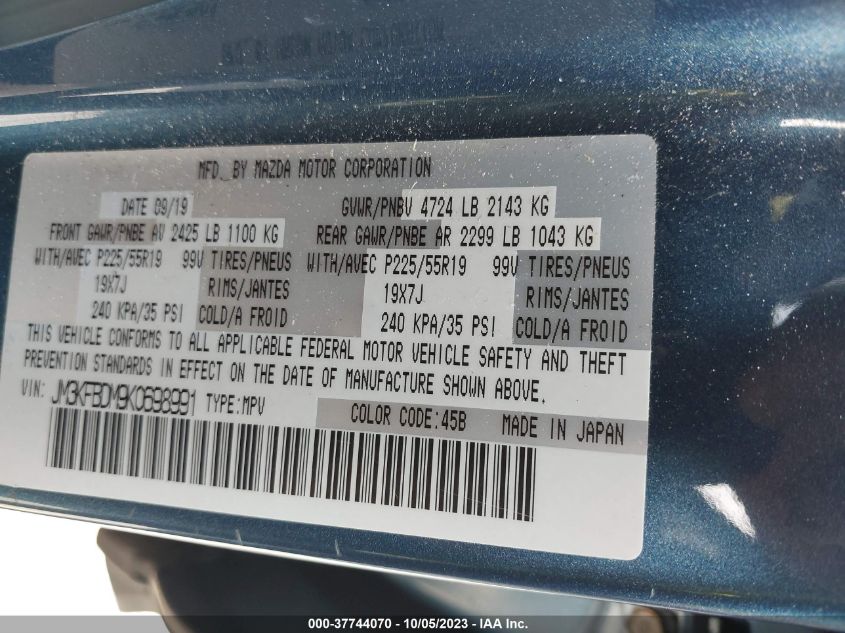 MFD. BY MAZDA MOTOR CORPORATION
DATE 09/19 GVWR/PNBV 4724 LB 2143 KG
FRONT GAWR/PNBE AV 2425 LB 1100 KG REAR GAWR/PNBE AR 2299 LB 1043 KG
WITH/AVEC P225/55R19 99V TIRES/PNEUS WITH/AVEC P225/55R19 99V TIRES/PNEUS
19X7J RIMS/JANTES 19X7J RIMS/JANTES
240 KPA/35 PSI COLD/A FROID 240 KPA/35 PSI COLD/A FROID
THIS VEHICLE CONFORMS TO ALL APPLICABLE FEDERAL MOTOR VEHICLE SAFETY AND THEFT
PREVENTION STANDARDS IN EFFECT ON THE DATE OF MANUFACTURE SHOWN ABOVE.
VIN: JM3KFBDM9K0698991 TYPE:MPV
COLOR CODE:45B MADE IN JAPAN
000-37744070 - 10/05/2023 - IAA Inc.